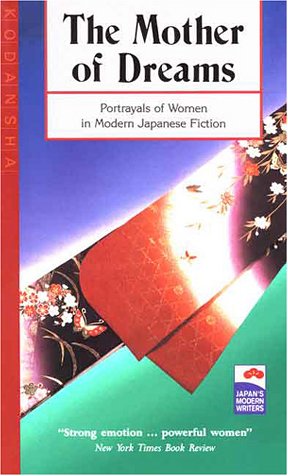 KODANSHA
The Mother
of Dreams
Portrayals of Women
in Modern Japanese Fiction
JAPAN'S
MODERN
WRITERS
"Strong emotion ... powerful women"
New York Times Book Review